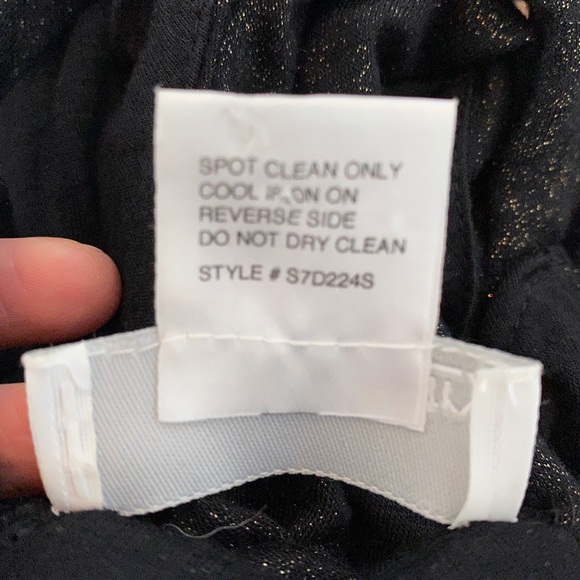 SPOT CLEAN ONLY
COOL IRON ON
REVERSE SIDE
DO NOT DRY CLEAN
STYLE # S7D224S